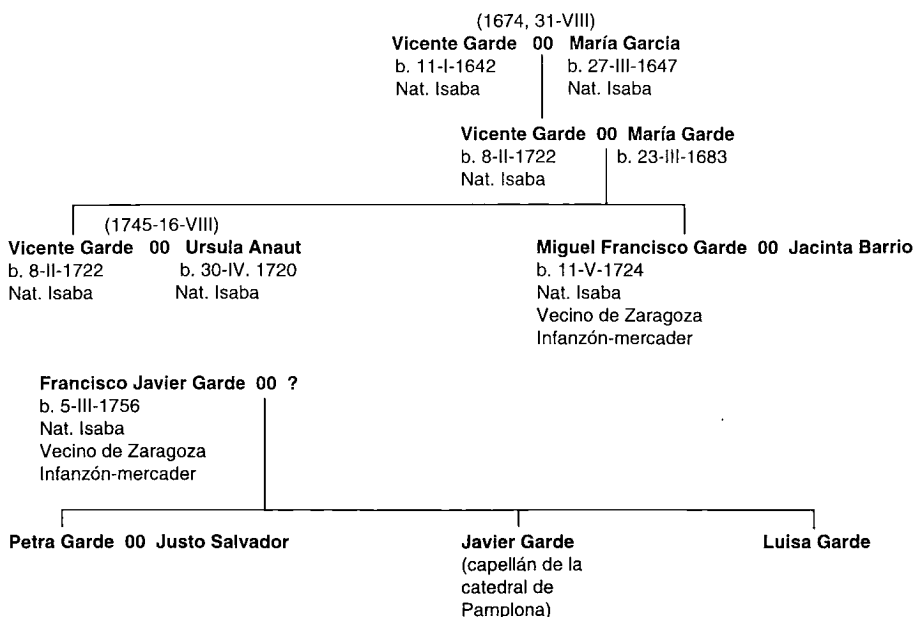 (1674, 31-VIII)
Vicente Garde 00 María Garcia
b. 11-I-1642 b. 27-III-1647
Nat. Isaba Nat. Isaba
Vicente Garde 00 María Garde
b. 8-II-1722 b. 23-III-1683
Nat. Isaba
(1745-16-VIII)
Vicente Garde 00 Ursula Anaut
b. 8-II-1722 b. 30-IV. 1720
Nat. Isaba Nat. Isaba
Miguel Francisco Garde 00 Jacinta Barrio
b. 11-V-1724
Nat. Isaba
Vecino de Zaragoza
Infanzón-mercader
Francisco Javier Garde 00 ?
b. 5-III-1756
Nat. Isaba
Vecino de Zaragoza
Infanzón-mercader
Petra Garde 00 Justo Salvador
Javier Garde
(capellán de la
catedral de
Pamplona)
Luisa Garde